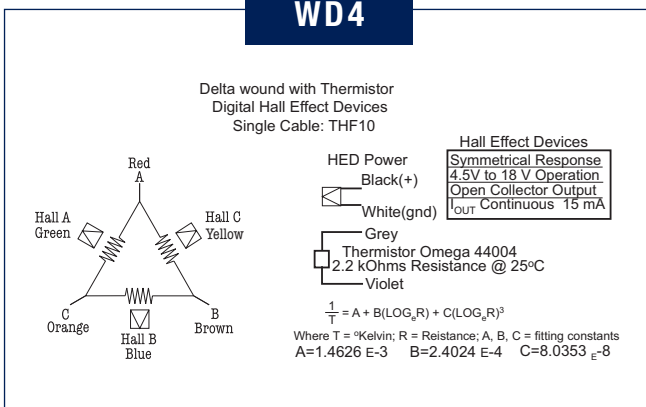 WD4
Delta wound with Thermistor
Digital Hall Effect Devices
Single Cable: THF10
Red
A
Hall A
Green
Hall C
Yellow
C
Orange
Hall B
Blue
B
Brown
HED Power
Black(+)
White(gnd)
Hall Effect Devices
Symmetrical Response
4.5V to 18 V Operation
Open Collector Output
I_OUT Continuous 15 mA
Grey
Thermistor Omega 44004
2.2 kOhms Resistance @ 25°C
Violet
1/T = A + B(LOGₑR) + C(LOGₑR)³
Where T = ºKelvin; R = Reistance; A, B, C = fitting constants
A=1.4626 E-3 B=2.4024 E-4 C=8.0353 E-8